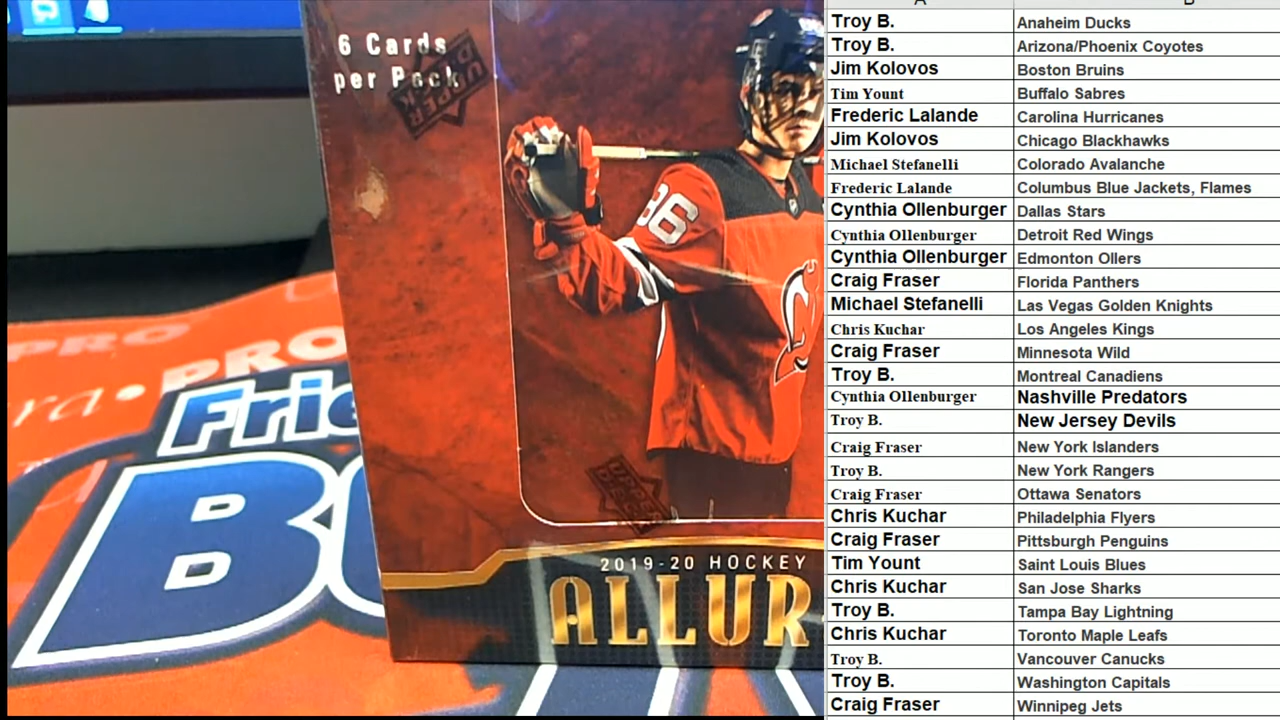 6 Cards
per Pack
UPPER
86
PRO
PRO
Frie
B
UPPER
2019-20 HOCKEY
ALLUR
A B
Troy B. Anaheim Ducks
Troy B. Arizona/Phoenix Coyotes
Jim Kolovos Boston Bruins
Tim Yount Buffalo Sabres
Frederic Lalande Carolina Hurricanes
Jim Kolovos Chicago Blackhawks
Michael Stefanelli Colorado Avalanche
Frederic Lalande Columbus Blue Jackets, Flames
Cynthia Ollenburger Dallas Stars
Cynthia Ollenburger Detroit Red Wings
Cynthia Ollenburger Edmonton Oilers
Craig Fraser Florida Panthers
Michael Stefanelli Las Vegas Golden Knights
Chris Kuchar Los Angeles Kings
Craig Fraser Minnesota Wild
Troy B. Montreal Canadiens
Cynthia Ollenburger Nashville Predators
Troy B. New Jersey Devils
Craig Fraser New York Islanders
Troy B. New York Rangers
Craig Fraser Ottawa Senators
Chris Kuchar Philadelphia Flyers
Craig Fraser Pittsburgh Penguins
Tim Yount Saint Louis Blues
Chris Kuchar San Jose Sharks
Troy B. Tampa Bay Lightning
Chris Kuchar Toronto Maple Leafs
Troy B. Vancouver Canucks
Troy B. Washington Capitals
Craig Fraser Winnipeg Jets